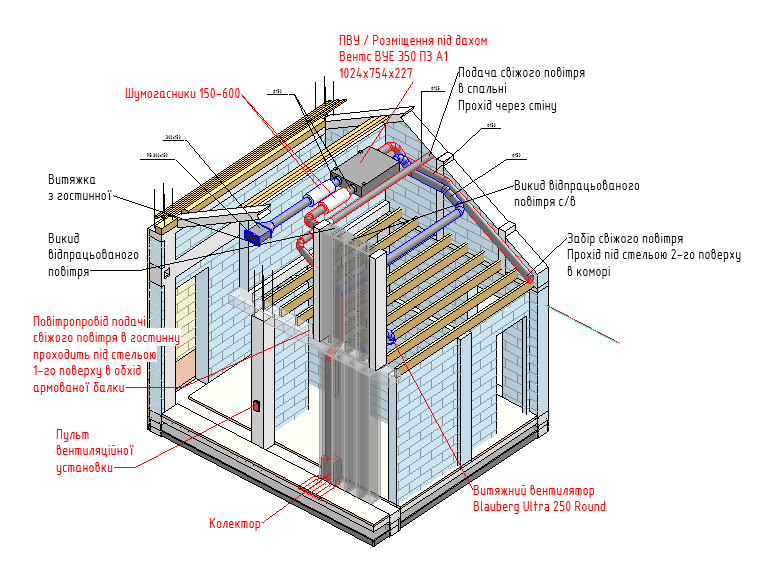 ПВУ / Розміщення під дахом
Вентс ВУЕ 350 ПЗ А1
1024x754x227
Подача свіжого повітря
в спальні
Прохід через стіну
Шумогасники 150-600
Витяжка
з гостинної
Викид відпрацьованого
повітря с/в
Викид
відпрацьованого
повітря
Забір свіжого повітря
Прохід під стельою 2-го поверху
в коморі
Повітропровід подачі
свіжого повітря в гостинну
проходить під стельою
1-го поверху в обхід
армованої балки
Пульт
вентиляційної
установки
Витяжний вентилятор
Blauberg Ultra 250 Round
Колектор